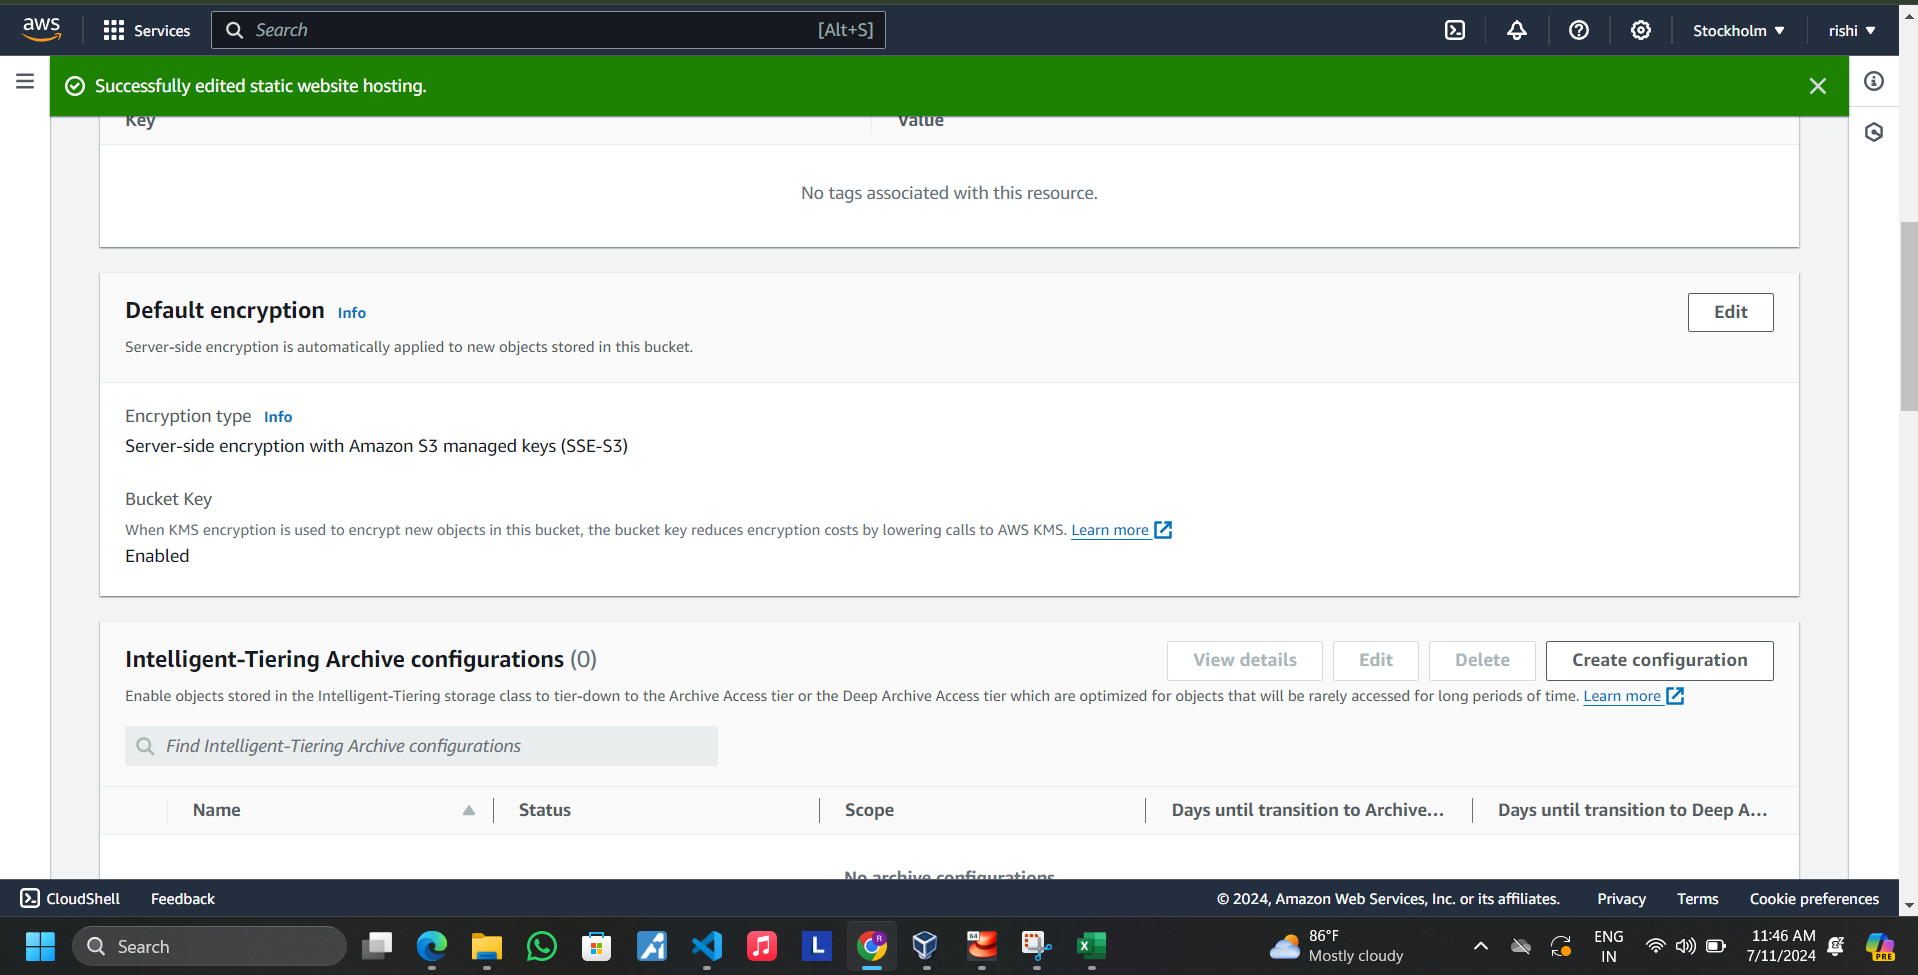 aws
Services
Search
[Alt+S]
Stockholm
rishi
Successfully edited static website hosting.
Key
Value
No tags associated with this resource.
Default encryption Info
Edit
Server-side encryption is automatically applied to new objects stored in this bucket.
Encryption type Info
Server-side encryption with Amazon S3 managed keys (SSE-S3)
Bucket Key
When KMS encryption is used to encrypt new objects in this bucket, the bucket key reduces encryption costs by lowering calls to AWS KMS. Learn more
Enabled
Intelligent-Tiering Archive configurations (0)
View details
Edit
Delete
Create configuration
Enable objects stored in the Intelligent-Tiering storage class to tier-down to the Archive Access tier or the Deep Archive Access tier which are optimized for objects that will be rarely accessed for long periods of time. Learn more
Find Intelligent-Tiering Archive configurations
Name
Status
Scope
Days until transition to Archive...
Days until transition to Deep A...
No archive configurations
CloudShell
Feedback
© 2024, Amazon Web Services, Inc. or its affiliates.
Privacy
Terms
Cookie preferences
Search
L
R
64
X
86°F
Mostly cloudy
ENG
IN
11:46 AM
7/11/2024
PRE